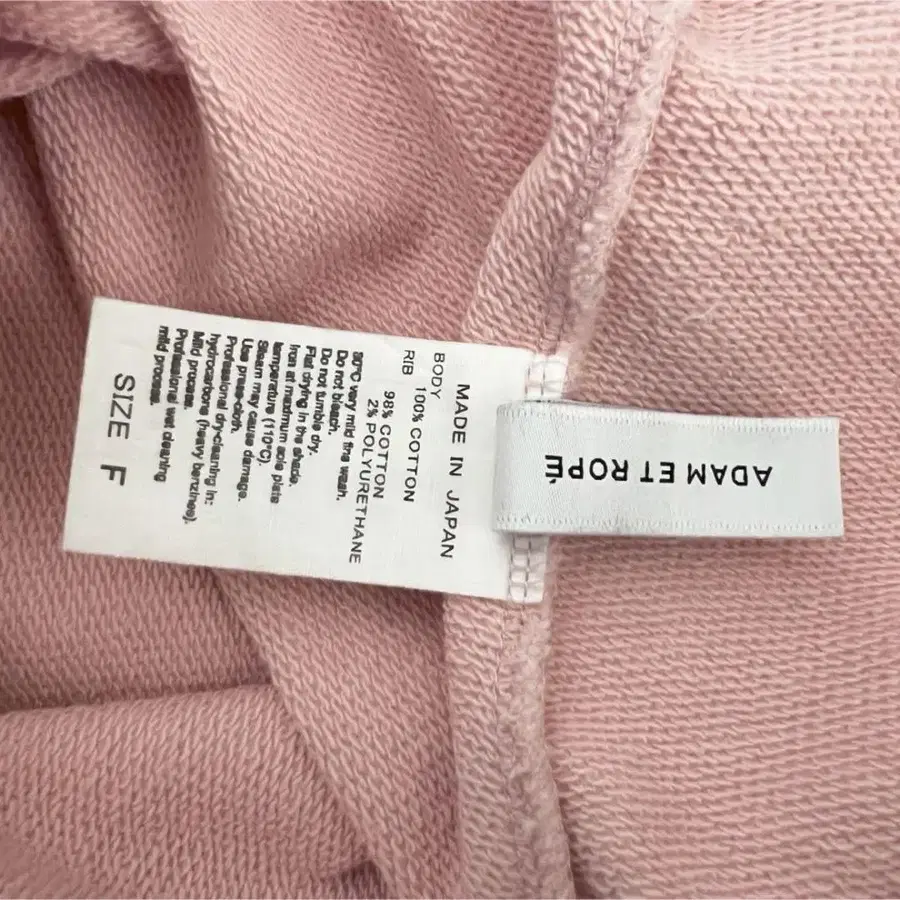 MADE IN JAPAN
BODY
100% COTTON
RIB
98% COTTON
2% POLYURETHANE
30°C very mild fine wash.
Do not bleach.
Do not tumble dry.
Flat drying in the shade.
Iron at maximum sole plate
temperature (110°C).
Steam may cause damage.
Use press-cloth.
Professional dry-cleaning in:
hydrocarbons (heavy benzines).
Mild process.
Professional wet cleaning
mild process.
SIZE F
ADAM ET ROPÉ